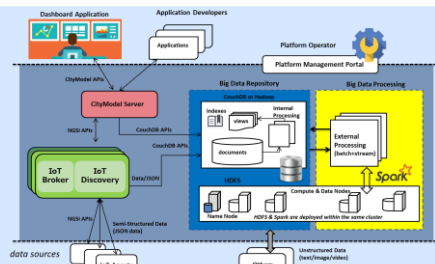 Dashboard Application
Application Developers
Applications
Platform Operator
Platform Management Portal
CityModel APIs
CityModel Server
Big Data Repository
Big Data Processing
CouchDB or Hadoop
Indexes
views
Internal
Processing
documents
External
Processing
(batch+stream)
NGSI APIs
CouchDB APIs
CouchDB APIs
IoT
Broker
IoT
Discovery
Data/JSON
HDFS
Spark
Compute & Data Nodes
Name Node
HDFS & Spark are deployed within the same cluster
NGSI APIs
Semi-Structured Data
(JSON data)
data sources
Unstructured Data
(text/image/video)